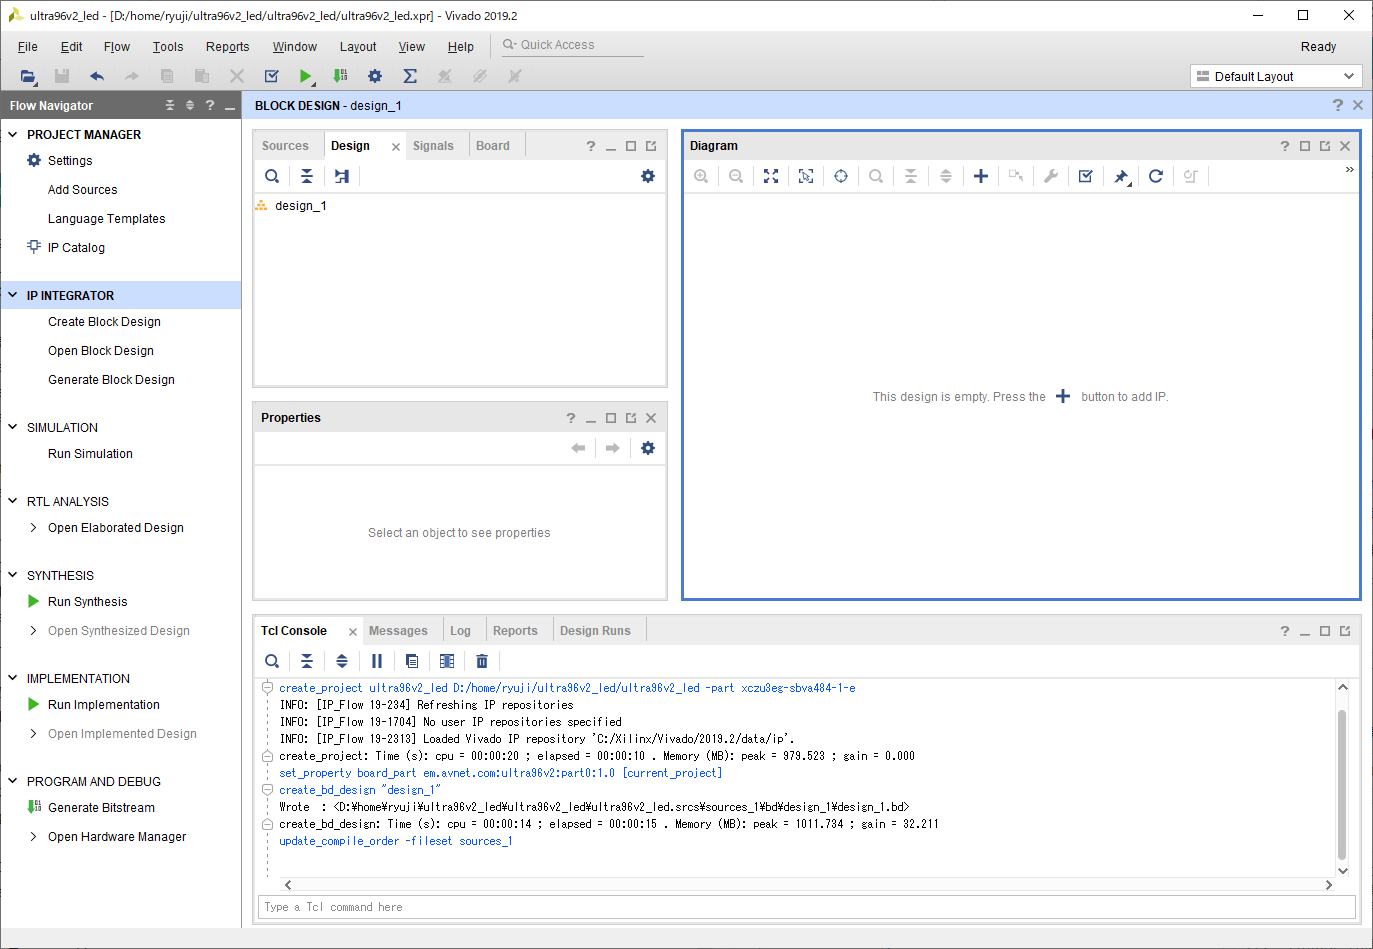 ultra96v2_led - [D:/home/ryuji/ultra96v2_led/ultra96v2_led/ultra96v2_led.xpr] - Vivado 2019.2
File Edit Flow Tools Reports Window Layout View Help Quick Access Ready
Default Layout
Flow Navigator
PROJECT MANAGER
Settings
Add Sources
Language Templates
IP Catalog
IP INTEGRATOR
Create Block Design
Open Block Design
Generate Block Design
SIMULATION
Run Simulation
RTL ANALYSIS
Open Elaborated Design
SYNTHESIS
Run Synthesis
Open Synthesized Design
IMPLEMENTATION
Run Implementation
Open Implemented Design
PROGRAM AND DEBUG
Generate Bitstream
Open Hardware Manager
BLOCK DESIGN - design_1
Sources Design Signals Board
design_1
Properties
Select an object to see properties
Diagram
This design is empty. Press the + button to add IP.
Tcl Console Messages Log Reports Design Runs
create_project ultra96v2_led D:/home/ryuji/ultra96v2_led/ultra96v2_led -part xczu3eg-sbva484-1-e
INFO: [IP_Flow 19-234] Refreshing IP repositories
INFO: [IP_Flow 19-1704] No user IP repositories specified
INFO: [IP_Flow 19-2313] Loaded Vivado IP repository 'C:/Xilinx/Vivado/2019.2/data/ip'.
create_project: Time (s): cpu = 00:00:20 ; elapsed = 00:00:10 . Memory (MB): peak = 979.523 ; gain = 0.000
set_property board_part em.avnet.com:ultra96v2:part0:1.0 [current_project]
create_bd_design "design_1"
Wrote : <D:¥home¥ryuji¥ultra96v2_led¥ultra96v2_led¥ultra96v2_led.srcs¥sources_1¥bd¥design_1¥design_1.bd>
create_bd_design: Time (s): cpu = 00:00:14 ; elapsed = 00:00:15 . Memory (MB): peak = 1011.734 ; gain = 32.211
update_compile_order -fileset sources_1
Type a Tcl command here